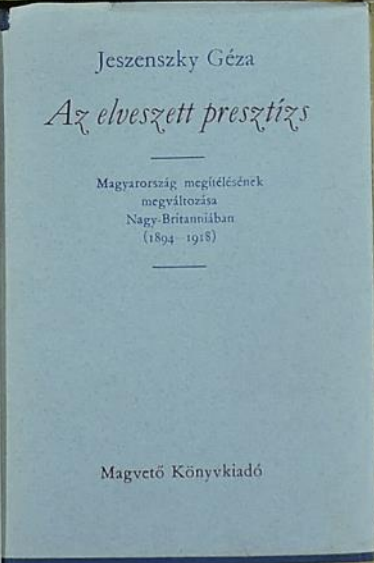 Jeszenszky Géza
Az elveszett presztízs
Magyarország megítélésének
megváltozása
Nagy-Britanniában
(1894–1918)
Magvető Könyvkiadó